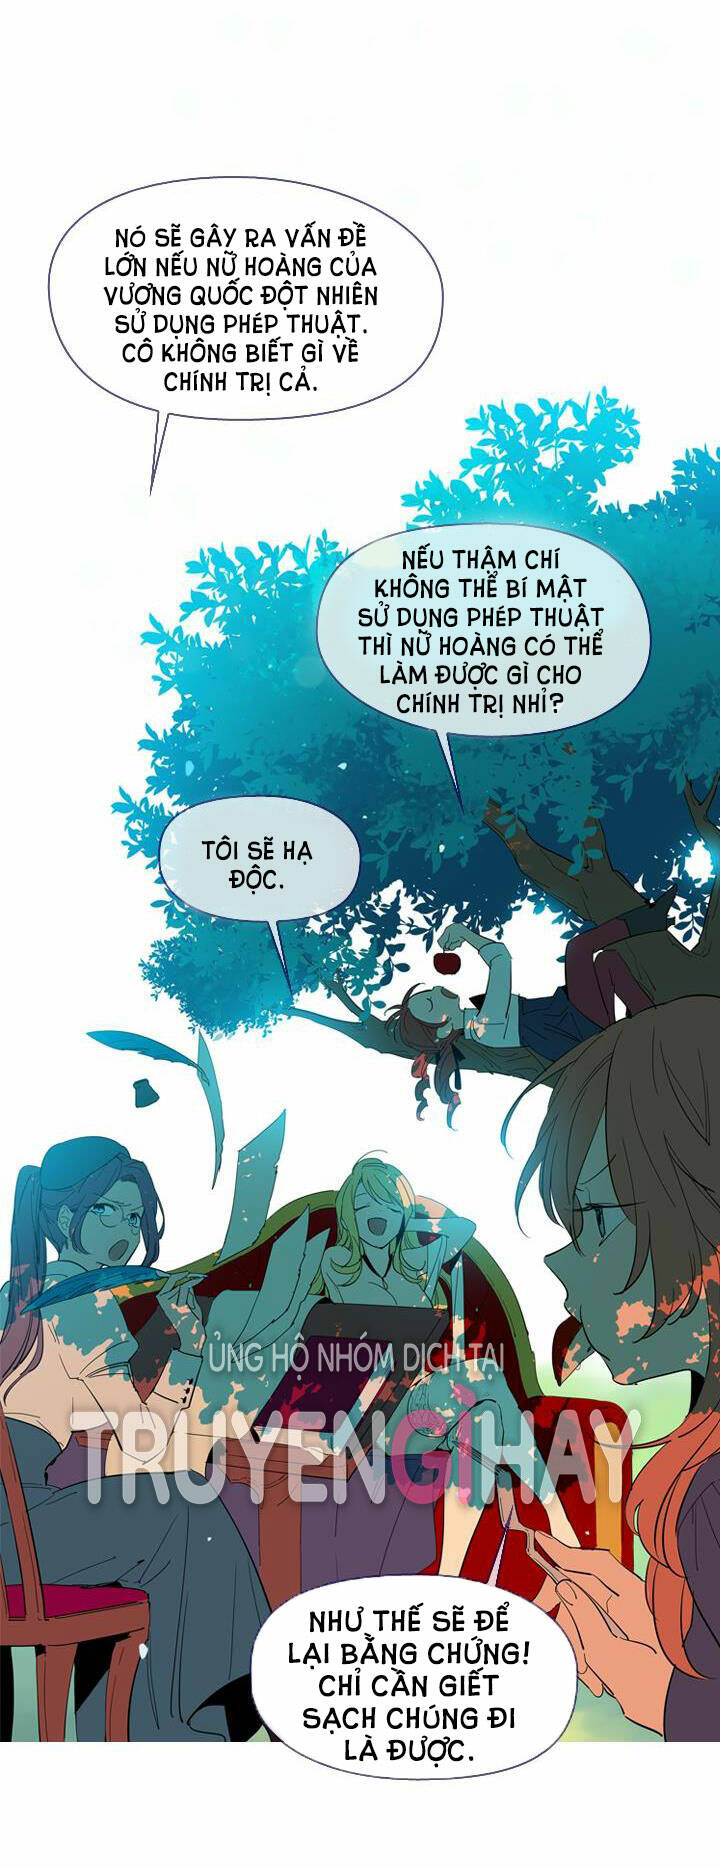 NÓ SẼ GÂY RA VẤN ĐỀ
LỚN NẾU NỮ HOÀNG CỦA
VƯƠNG QUỐC ĐỘT NHIÊN
SỬ DỤNG PHÉP THUẬT.
CÔ KHÔNG BIẾT GÌ VỀ
CHÍNH TRỊ CẢ.
NẾU THẬM CHÍ
KHÔNG THỂ BÍ MẬT
SỬ DỤNG PHÉP THUẬT
THÌ NỮ HOÀNG CÓ THỂ
LÀM ĐƯỢC GÌ CHO
CHÍNH TRỊ NHỈ?
TÔI SẼ HẠ
ĐỘC.
ỦNG HỘ NHÓM DỊCH TẠI
TRUYENGIHAY
NHƯ THẾ SẼ ĐỂ
LẠI BẰNG CHỨNG!
CHỈ CẦN GIẾT
SẠCH CHÚNG ĐI
LÀ ĐƯỢC.